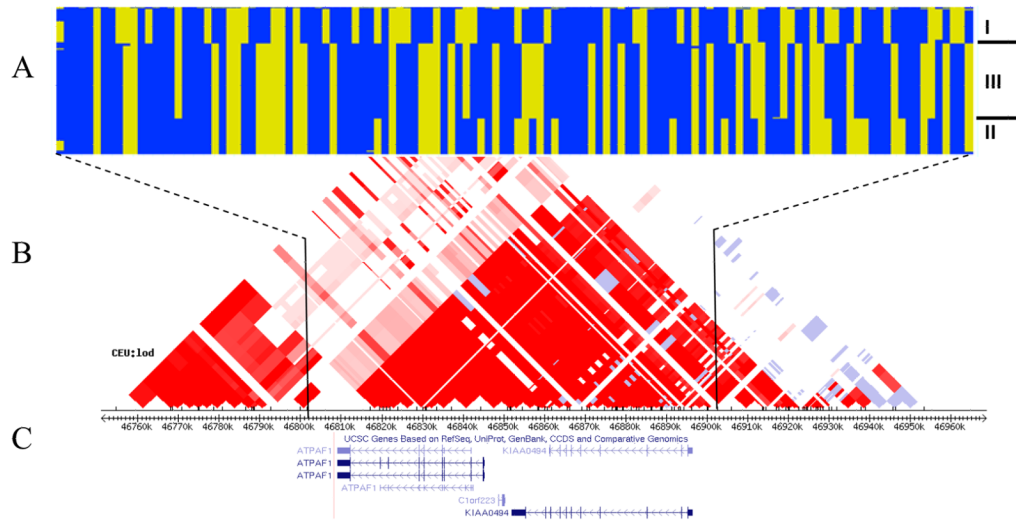 A
I
III
II
B
CEU:lod
46760k 46770k 46780k 46790k 46800k 46810k 46820k 46830k 46840k 46850k 46860k 46870k 46880k 46890k 46900k 46910k 46920k 46930k 46940k 46950k 46960k
C
UCSC Genes Based on RefSeq, UniProt, GenBank, CCDS and Comparative Genomics
ATPAF1 KIAA0494
ATPAF1
ATPAF1
ATPAF1
C1orf223
KIAA0494